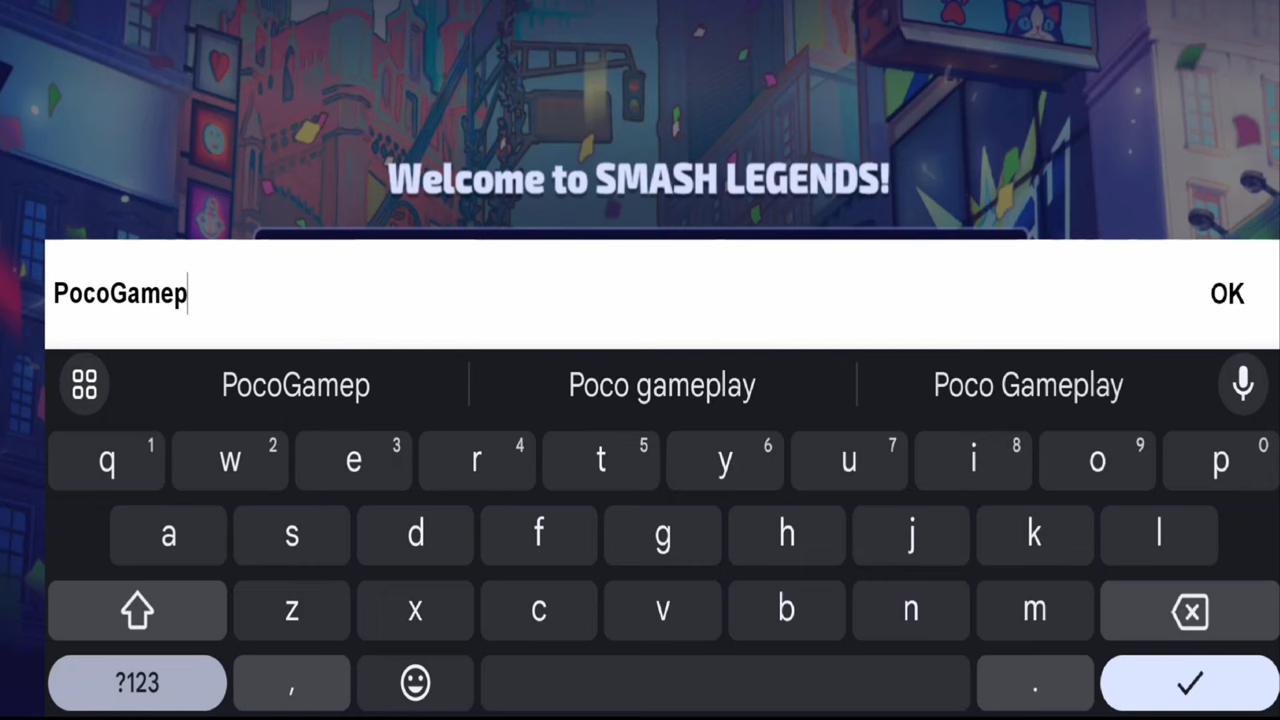 Welcome to SMASH LEGENDS!
PocoGamep OK
PocoGamep Poco gameplay Poco Gameplay
q 1 w 2 e 3 r 4 t 5 y 6 u 7 i 8 o 9 p 0
a s d f g h j k l
z x c v b n m
?123 , .